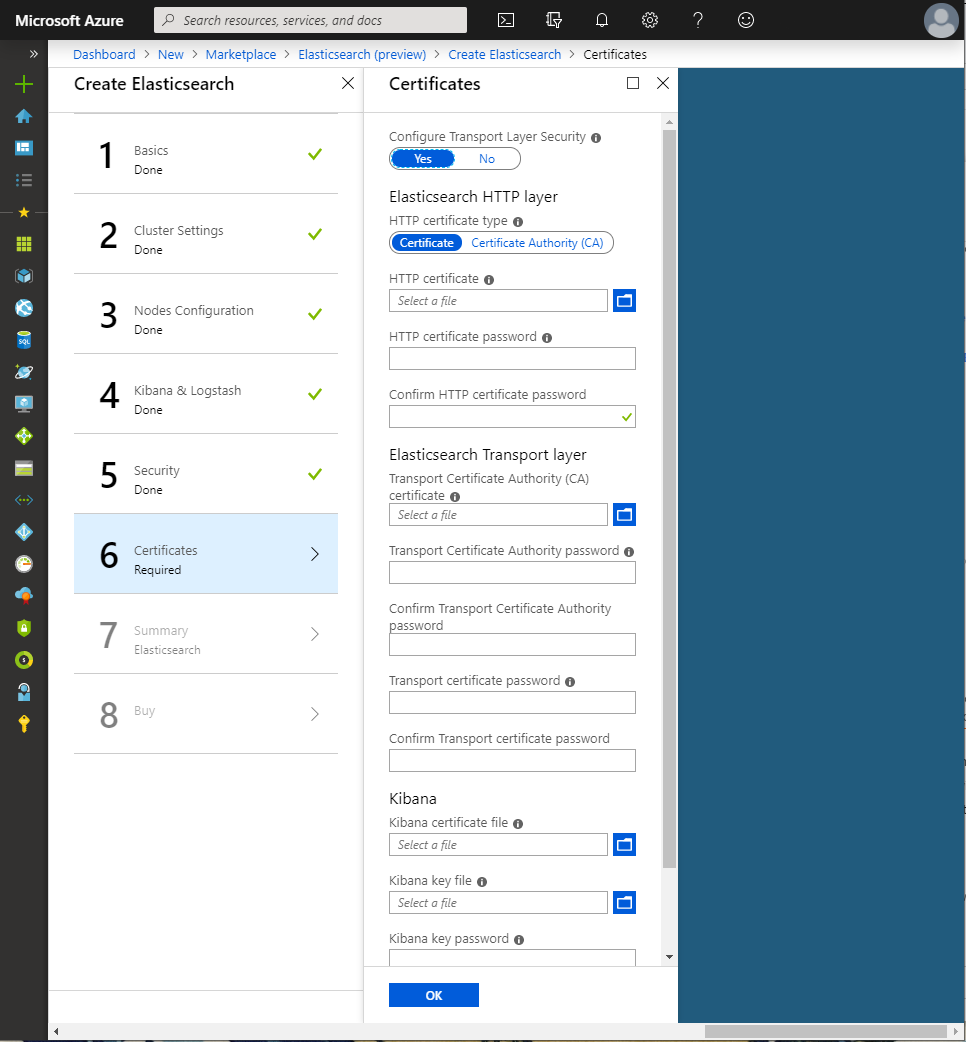 Microsoft Azure
Search resources, services, and docs
Dashboard > New > Marketplace > Elasticsearch (preview) > Create Elasticsearch > Certificates
Create Elasticsearch
1
Basics
Done
2
Cluster Settings
Done
3
Nodes Configuration
Done
4
Kibana & Logstash
Done
5
Security
Done
6
Certificates
Required
7
Summary
Elasticsearch
8
Buy
Certificates
Configure Transport Layer Security
Yes No
Elasticsearch HTTP layer
HTTP certificate type
Certificate Certificate Authority (CA)
HTTP certificate
Select a file
HTTP certificate password
Confirm HTTP certificate password
Elasticsearch Transport layer
Transport Certificate Authority (CA)
certificate
Select a file
Transport Certificate Authority password
Confirm Transport Certificate Authority
password
Transport certificate password
Confirm Transport certificate password
Kibana
Kibana certificate file
Select a file
Kibana key file
Select a file
Kibana key password
OK